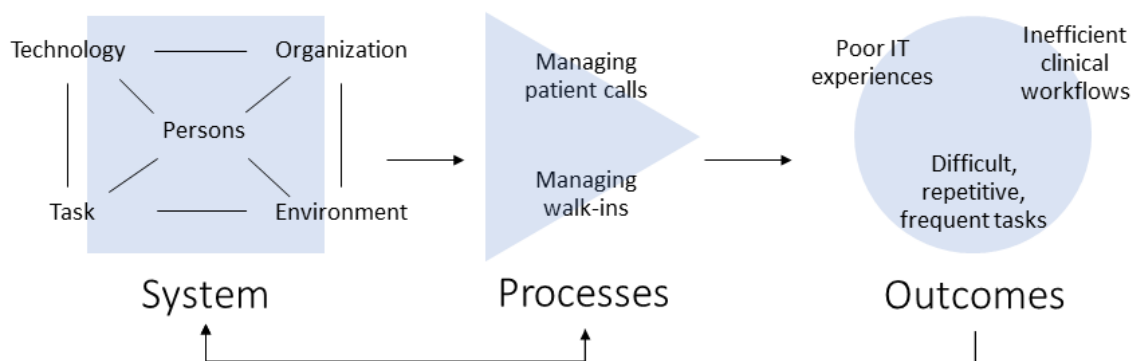 Technology
Organization
Persons
Task
Environment
System
Managing
patient calls
Managing
walk-ins
Processes
Poor IT
experiences
Inefficient
clinical
workflows
Difficult,
repetitive,
frequent tasks
Outcomes